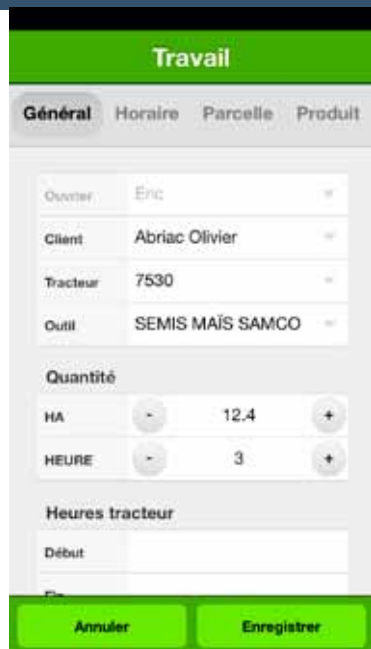 Travail
Général Horaire Parcelle Produit
Ouvrier Eric
Client Abriac Olivier
Tracteur 7530
Outil SEMIS MAÏS SAMCO
Quantité
HA - 12.4 +
HEURE - 3 +
Heures tracteur
Début
Fin
Annuler Enregistrer